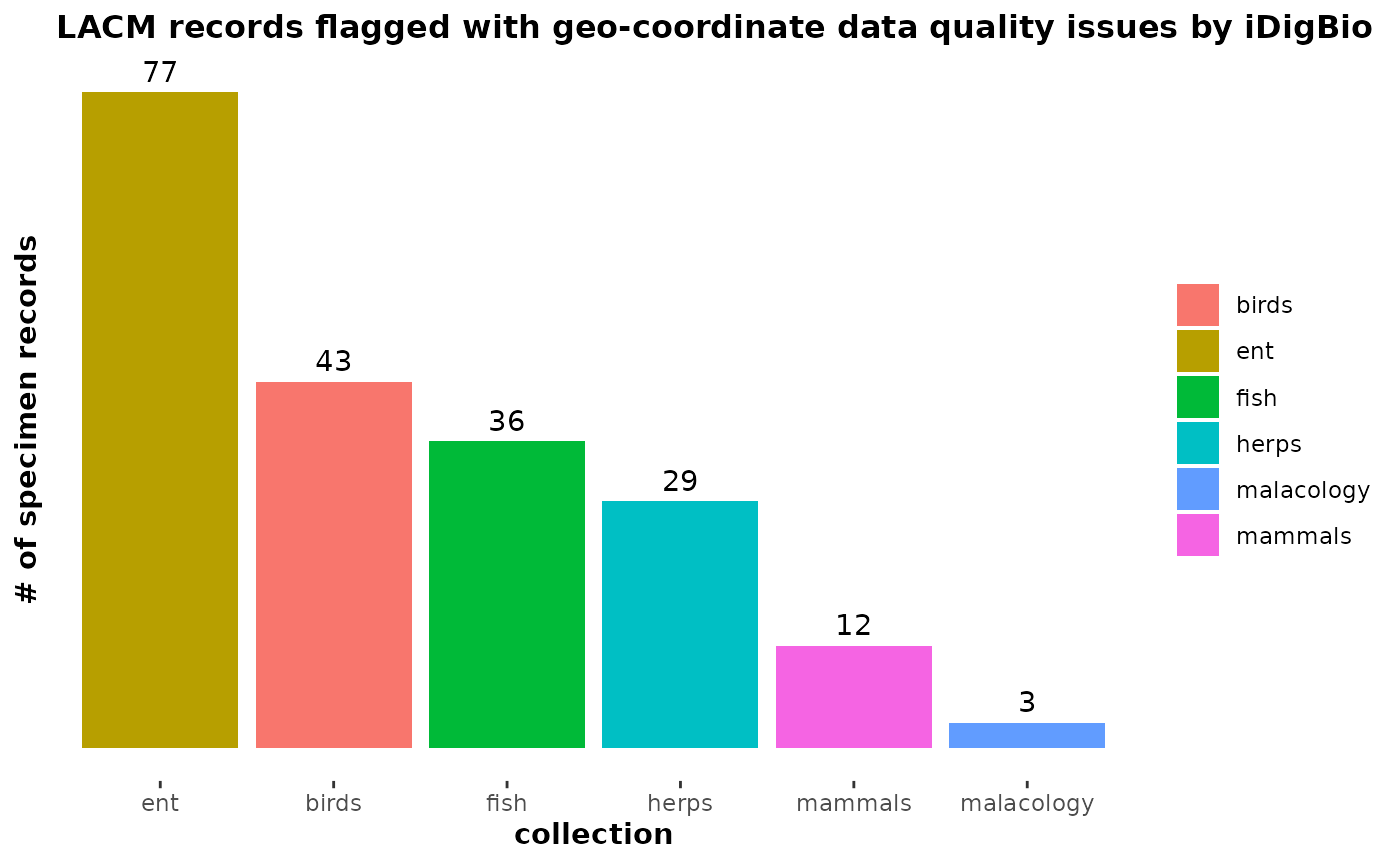 LACM records flagged with geo-coordinate data quality issues by iDigBio
# of specimen records
77
43
36
29
12
3
ent
birds
fish
herps
mammals
malacology
collection
birds
ent
fish
herps
malacology
mammals